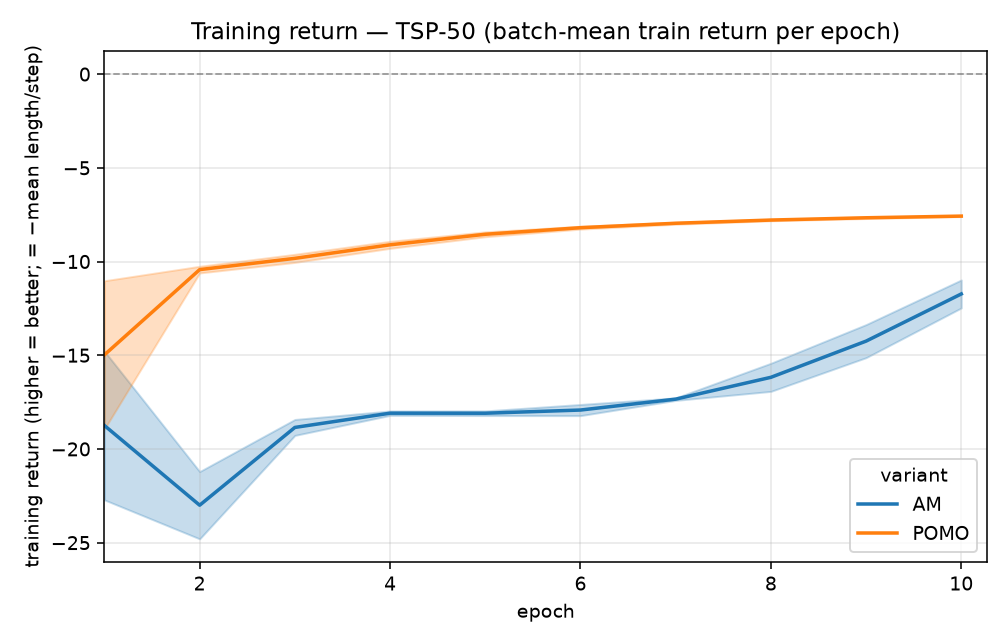 Training return — TSP-50 (batch-mean train return per epoch)
training return (higher = better; = −mean length/step)
0
−5
−10
−15
−20
−25
2
4
6
8
10
epoch
variant
AM
POMO